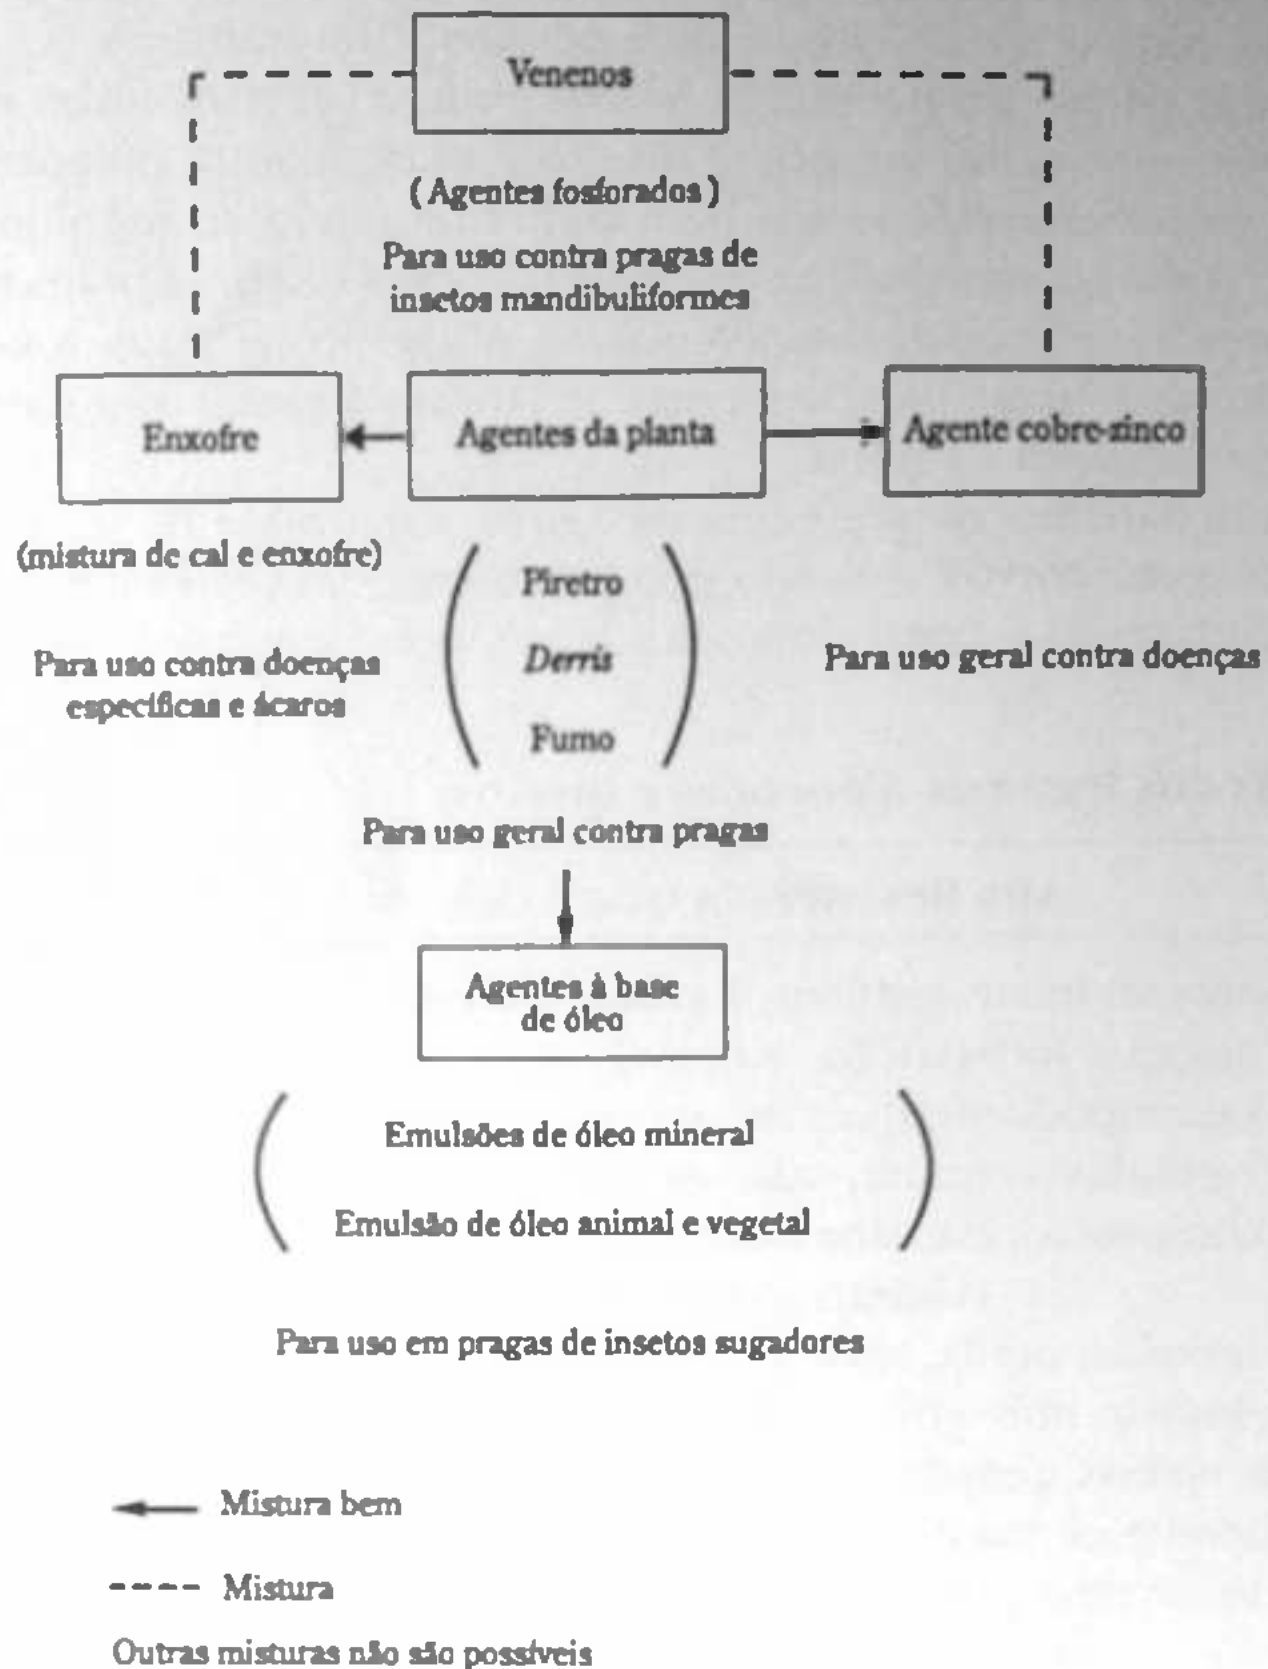 Venenos
( Agentes fosforados )
Para uso contra pragas de
insetos mandibuliformes
Enxofre
Agentes da planta
Agente cobre-zinco
(mistura de cal e enxofre)
Para uso contra doenças
específicas e ácaros
Piretro
Derris
Fumo
Para uso geral contra doenças
Para uso geral contra pragas
Agentes à base
de óleo
Emulsões de óleo mineral
Emulsão de óleo animal e vegetal
Para uso em pragas de insetos sugadores
Mistura bem
Mistura
Outras misturas não são possíveis